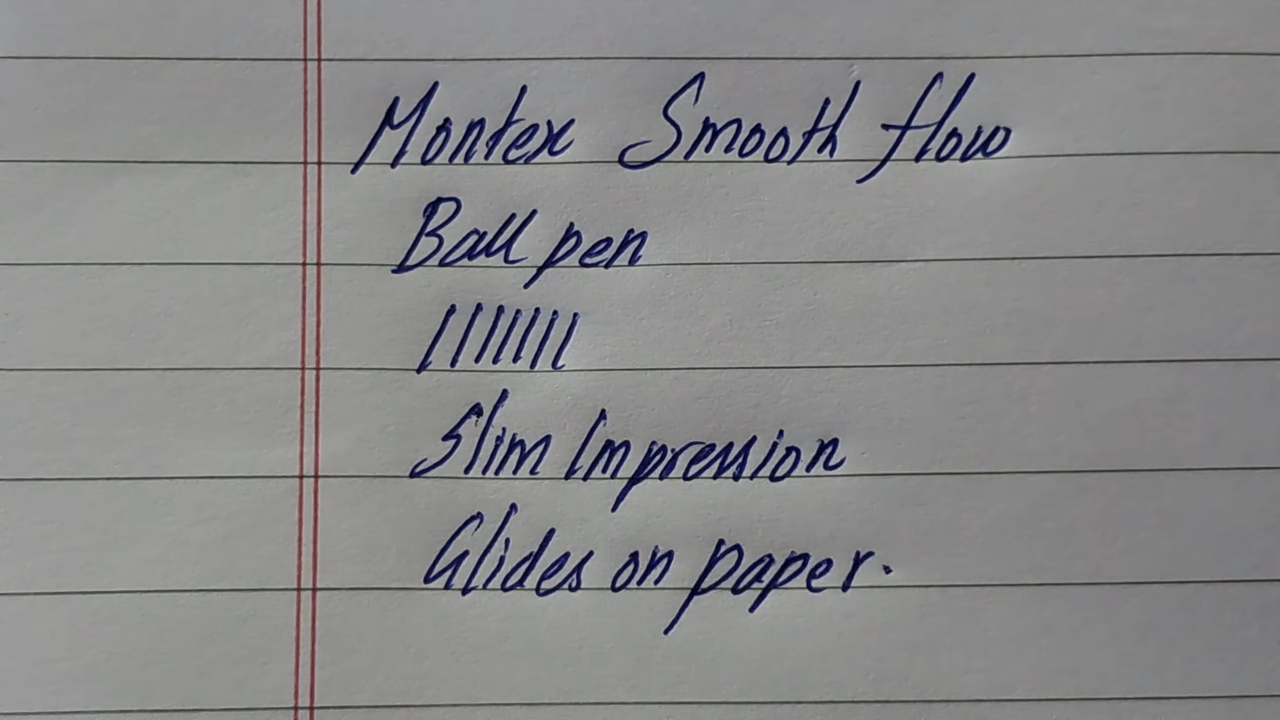 Montex Smooth flow
Ball pen
||||||||
Slim Impression
Glides on paper.